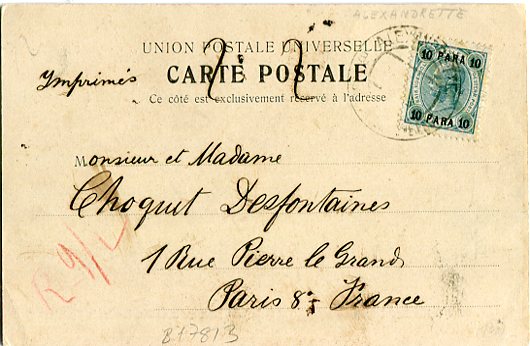 ALEXANDRETTE
UNION POSTALE UNIVERSELLE
CARTE POSTALE
Ce côté est exclusivement réservé à l'adresse
Imprimés
10 PARA 10
10 PARA 10
Monsieur et Madame
Choquet Desfontaines
1 Rue Pierre le Grand
Paris 8e France
B17813